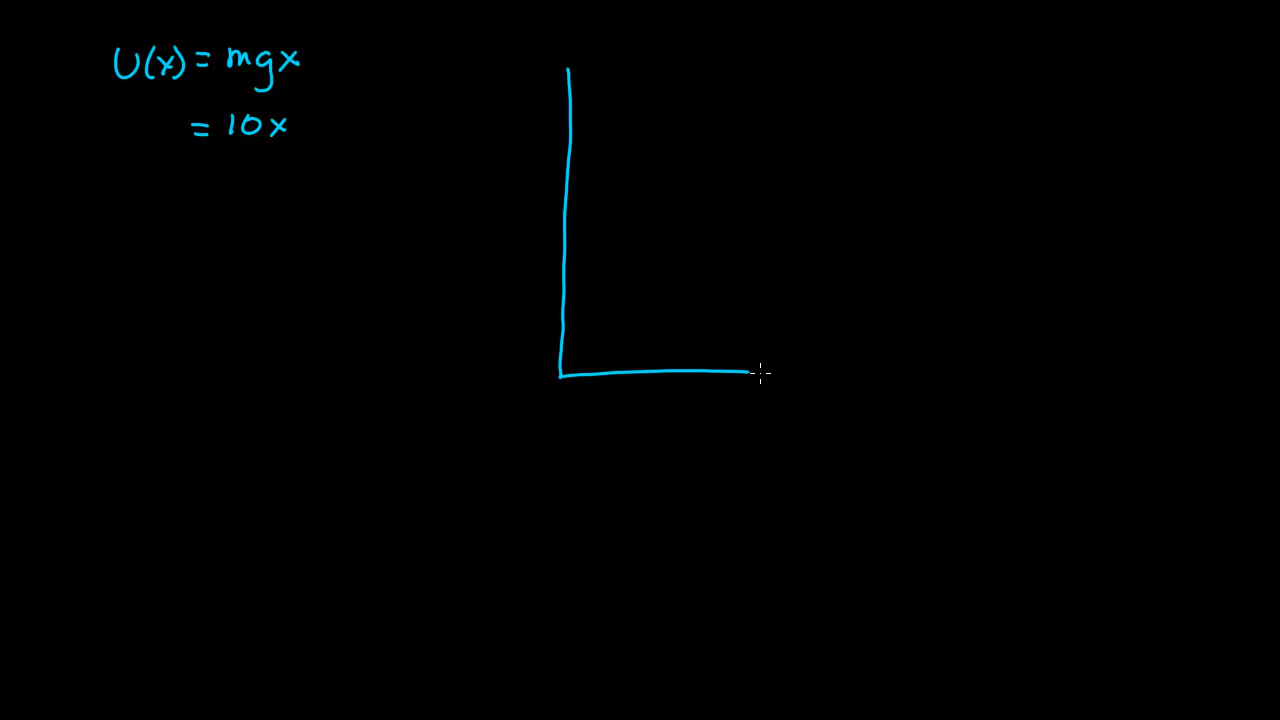 U(x) = mgx
= 10x